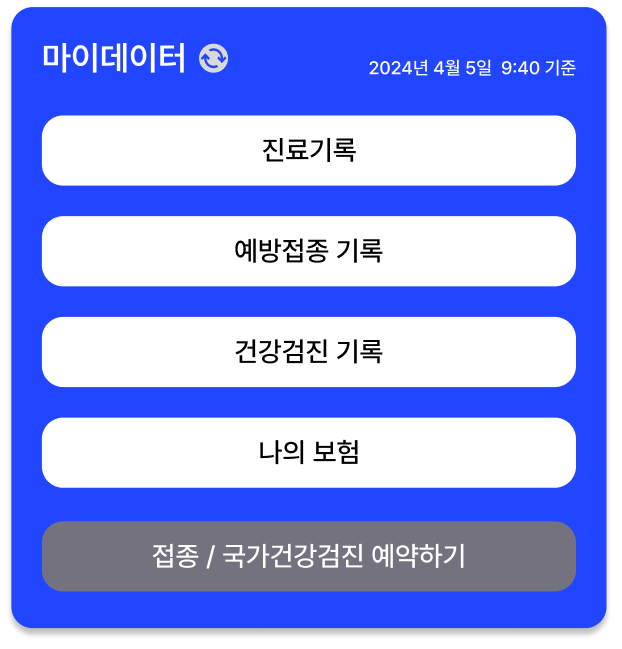 마이데이터
2024년 4월 5일 9:40 기준
진료기록
예방접종 기록
건강검진 기록
나의 보험
접종 / 국가건강검진 예약하기